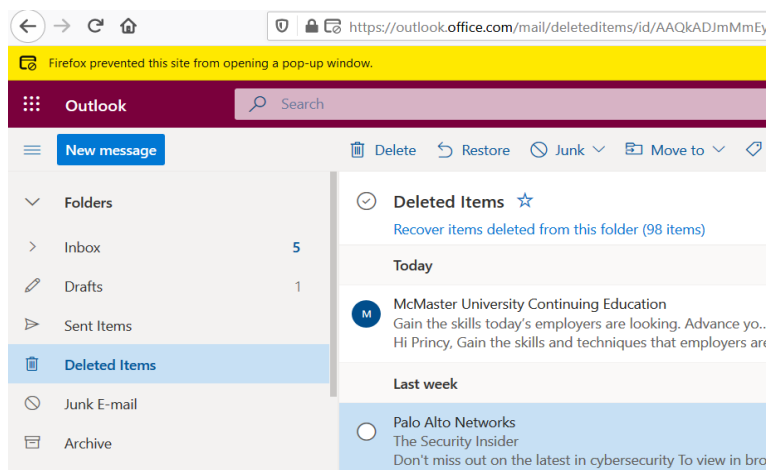 https://outlook.office.com/mail/deleteditems/id/AAQkADJmMmEy
Firefox prevented this site from opening a pop-up window.
Outlook
Search
New message
Delete Restore Junk Move to
Folders
Inbox 5
Drafts 1
Sent Items
Deleted Items
Junk E-mail
Archive
Deleted Items
Recover items deleted from this folder (98 items)
Today
M
McMaster University Continuing Education
Gain the skills today's employers are looking. Advance yo...
Hi Princy, Gain the skills and techniques that employers are
Last week
Palo Alto Networks
The Security Insider
Don't miss out on the latest in cybersecurity To view in bro